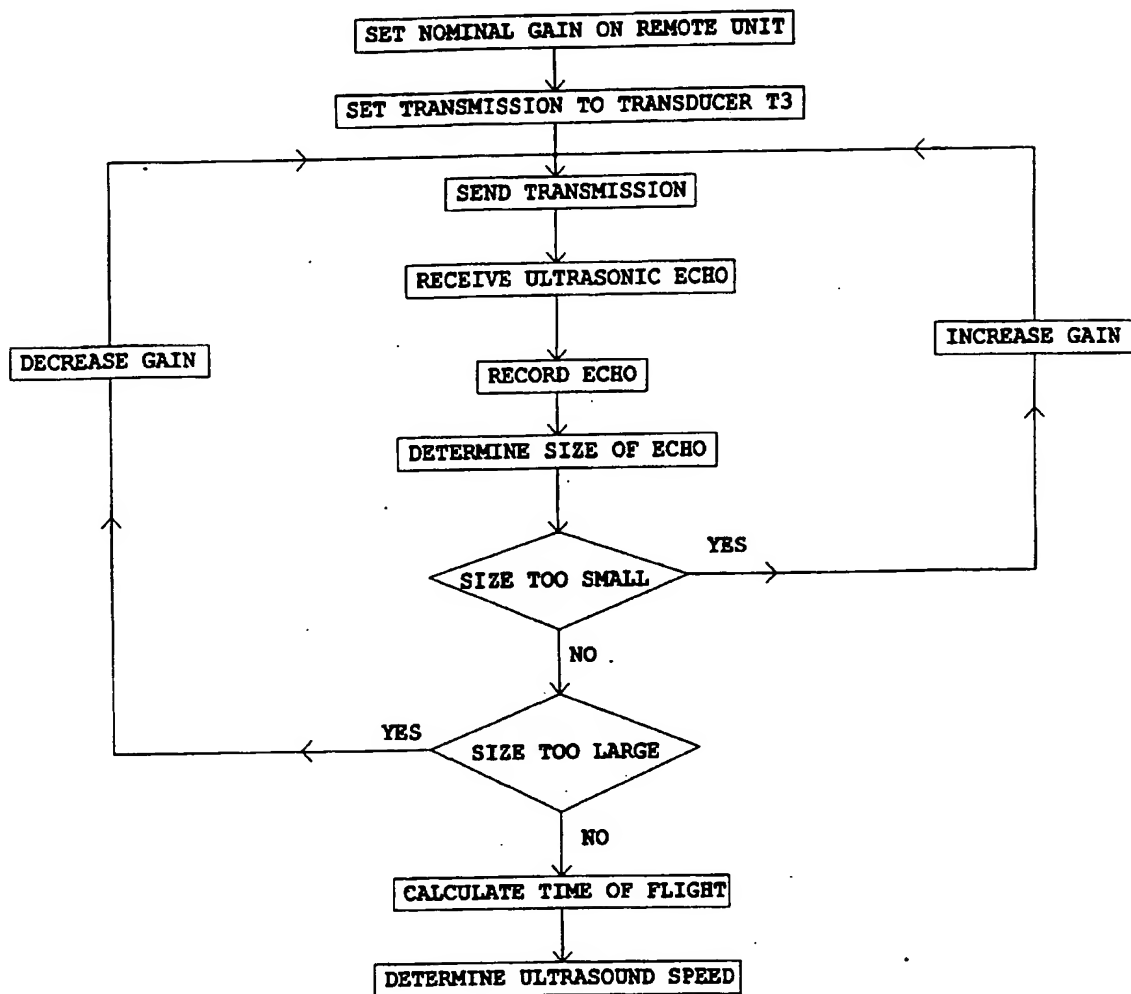 SET NOMINAL GAIN ON REMOTE UNIT
SET TRANSMISSION TO TRANSDUCER T3
SEND TRANSMISSION
RECEIVE ULTRASONIC ECHO
DECREASE GAIN
INCREASE GAIN
RECORD ECHO
DETERMINE SIZE OF ECHO
YES
SIZE TOO SMALL
NO
YES
SIZE TOO LARGE
NO
CALCULATE TIME OF FLIGHT
DETERMINE ULTRASOUND SPEED